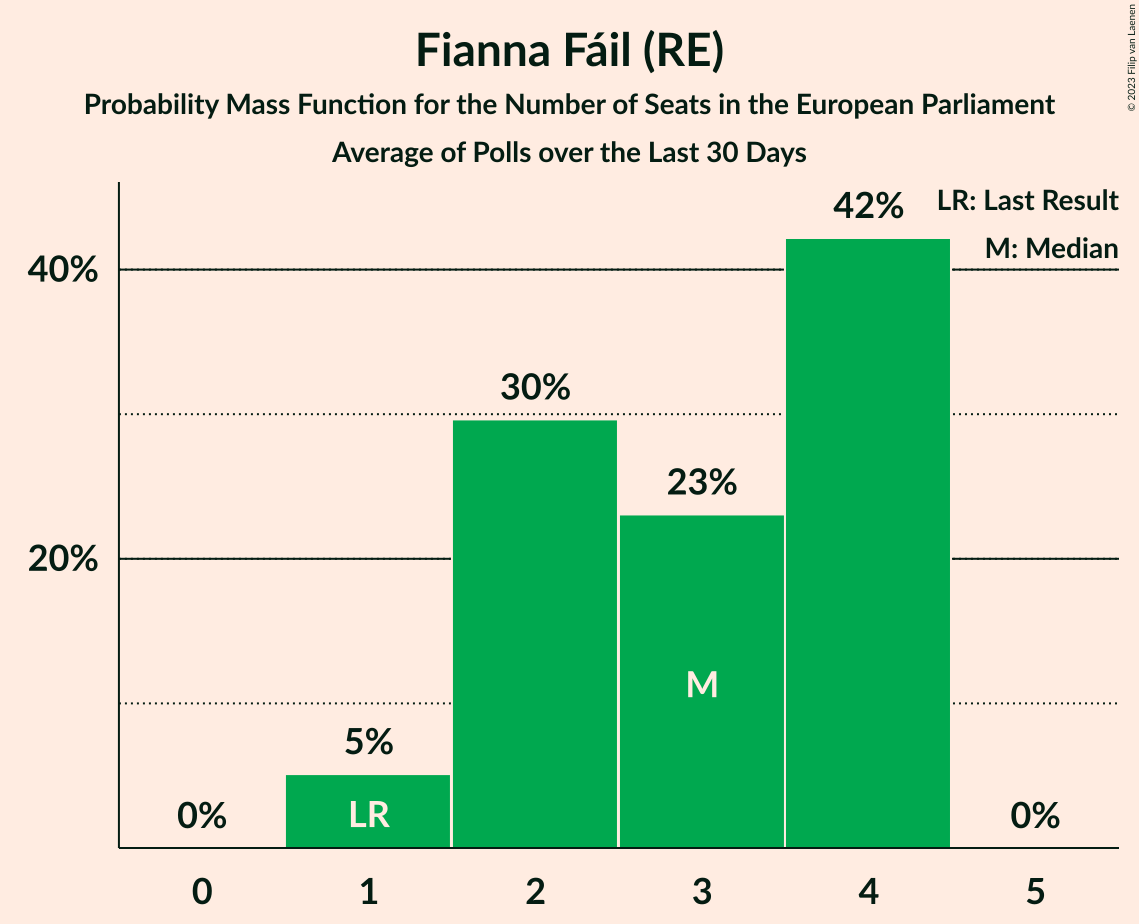 Fianna Fáil (RE)
Probability Mass Function for the Number of Seats in the European Parliament
Average of Polls over the Last 30 Days
© 2023 Filip van Laenen
LR: Last Result
M: Median
40%
20%
0%
5%
30%
23%
42%
0%
LR
M
0
1
2
3
4
5